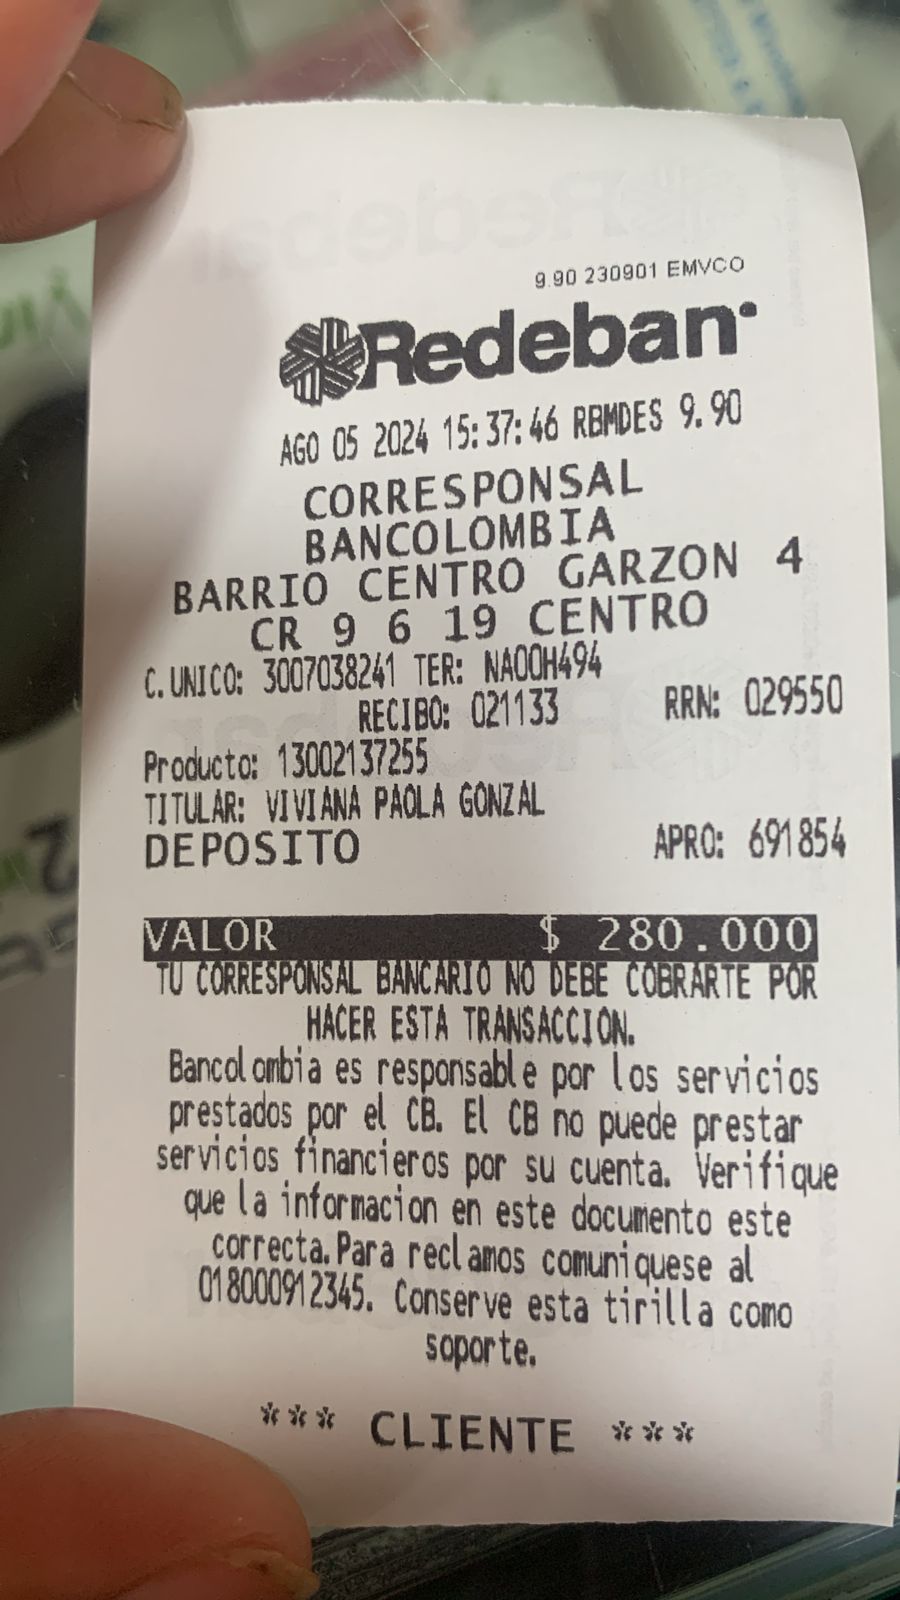 9.90 230901 EMVCO
Redeban
AGO 05 2024 15:37:46 RBMDES 9.90
CORRESPONSAL
BANCOLOMBIA
BARRIO CENTRO GARZON 4
CR 9 6 19 CENTRO
C.UNICO: 3007038241 TER: NA00H494
RECIBO: 021133 RRN: 029550
Producto: 13002137255
TITULAR: VIVIANA PAOLA GONZAL
DEPOSITO APRO: 691854
VALOR $ 280.000
TU CORRESPONSAL BANCARIO NO DEBE COBRARTE POR
HACER ESTA TRANSACCION.
Bancolombia es responsable por los servicios
prestados por el CB. El CB no puede prestar
servicios financieros por su cuenta. Verifique
que la informacion en este documento este
correcta.Para reclamos comuniquese al
018000912345. Conserve esta tirilla como
soporte.
*** CLIENTE ***